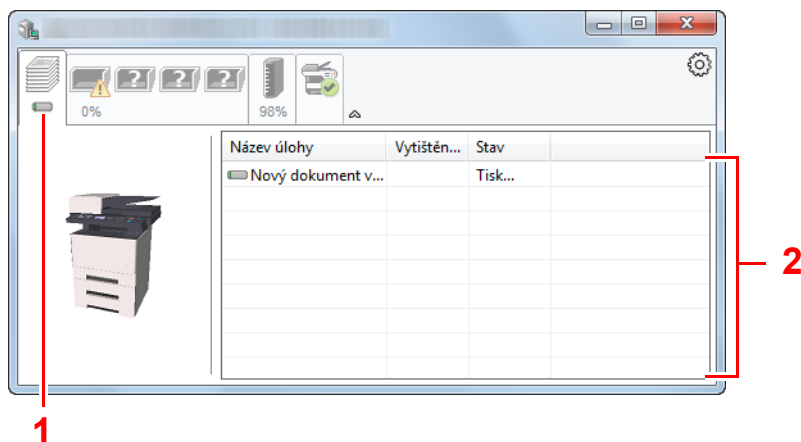 0%
? ? ?
98%
Název úlohy Vytištěn... Stav
Nový dokument v... Tisk...
1
2